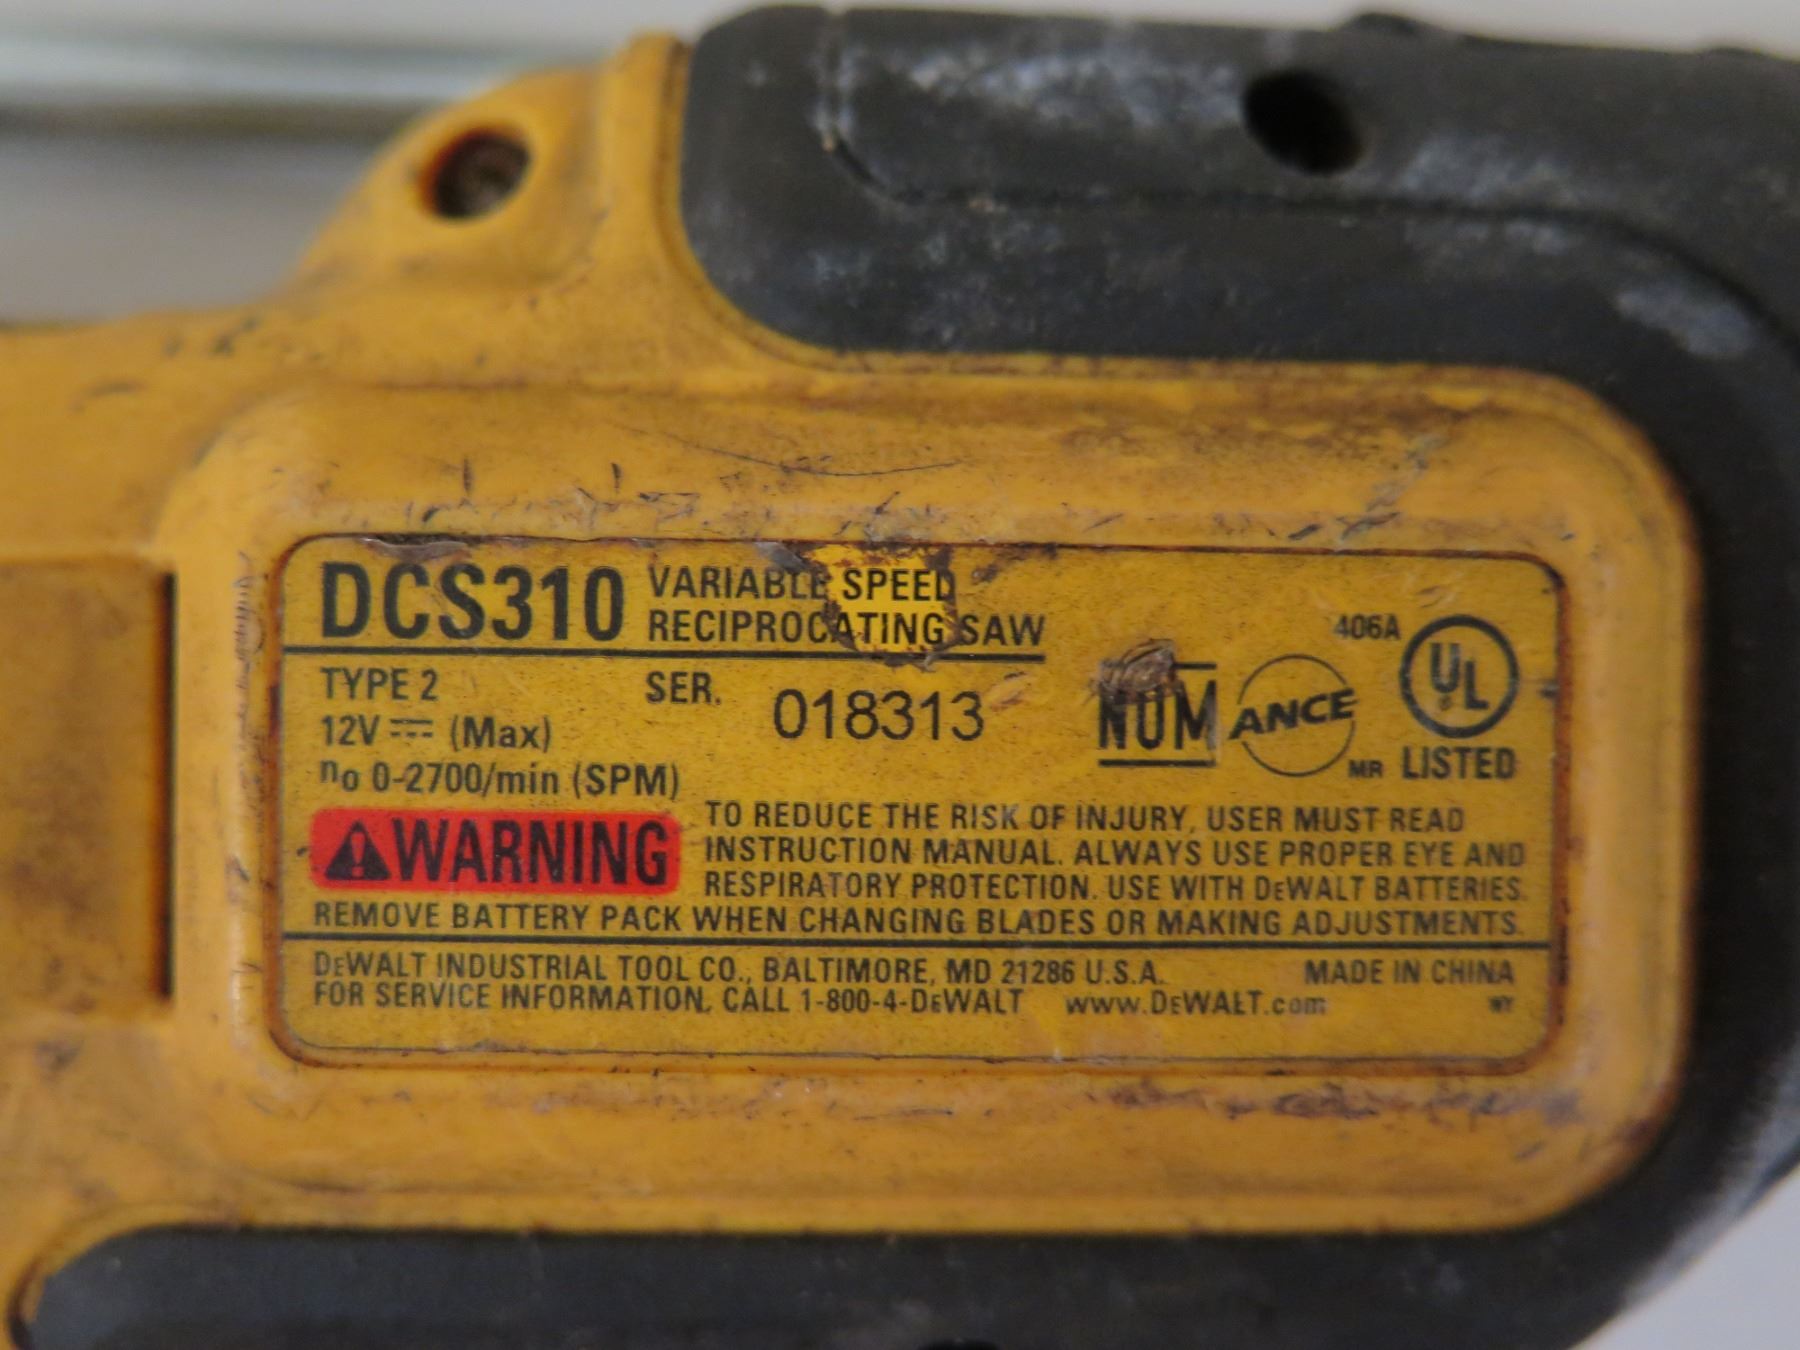 DCS310 VARIABLE SPEED
RECIPROCATING SAW
TYPE 2
SER. 018313
12V ⎓ (Max)
no 0-2700/min (SPM)
NOM ANCE MR
406A
UL
LISTED
⚠WARNING
TO REDUCE THE RISK OF INJURY, USER MUST READ
INSTRUCTION MANUAL. ALWAYS USE PROPER EYE AND
RESPIRATORY PROTECTION. USE WITH DEWALT BATTERIES.
REMOVE BATTERY PACK WHEN CHANGING BLADES OR MAKING ADJUSTMENTS.
DEWALT INDUSTRIAL TOOL CO., BALTIMORE, MD 21286 U.S.A. MADE IN CHINA
FOR SERVICE INFORMATION, CALL 1-800-4-DEWALT www.DEWALT.com WY